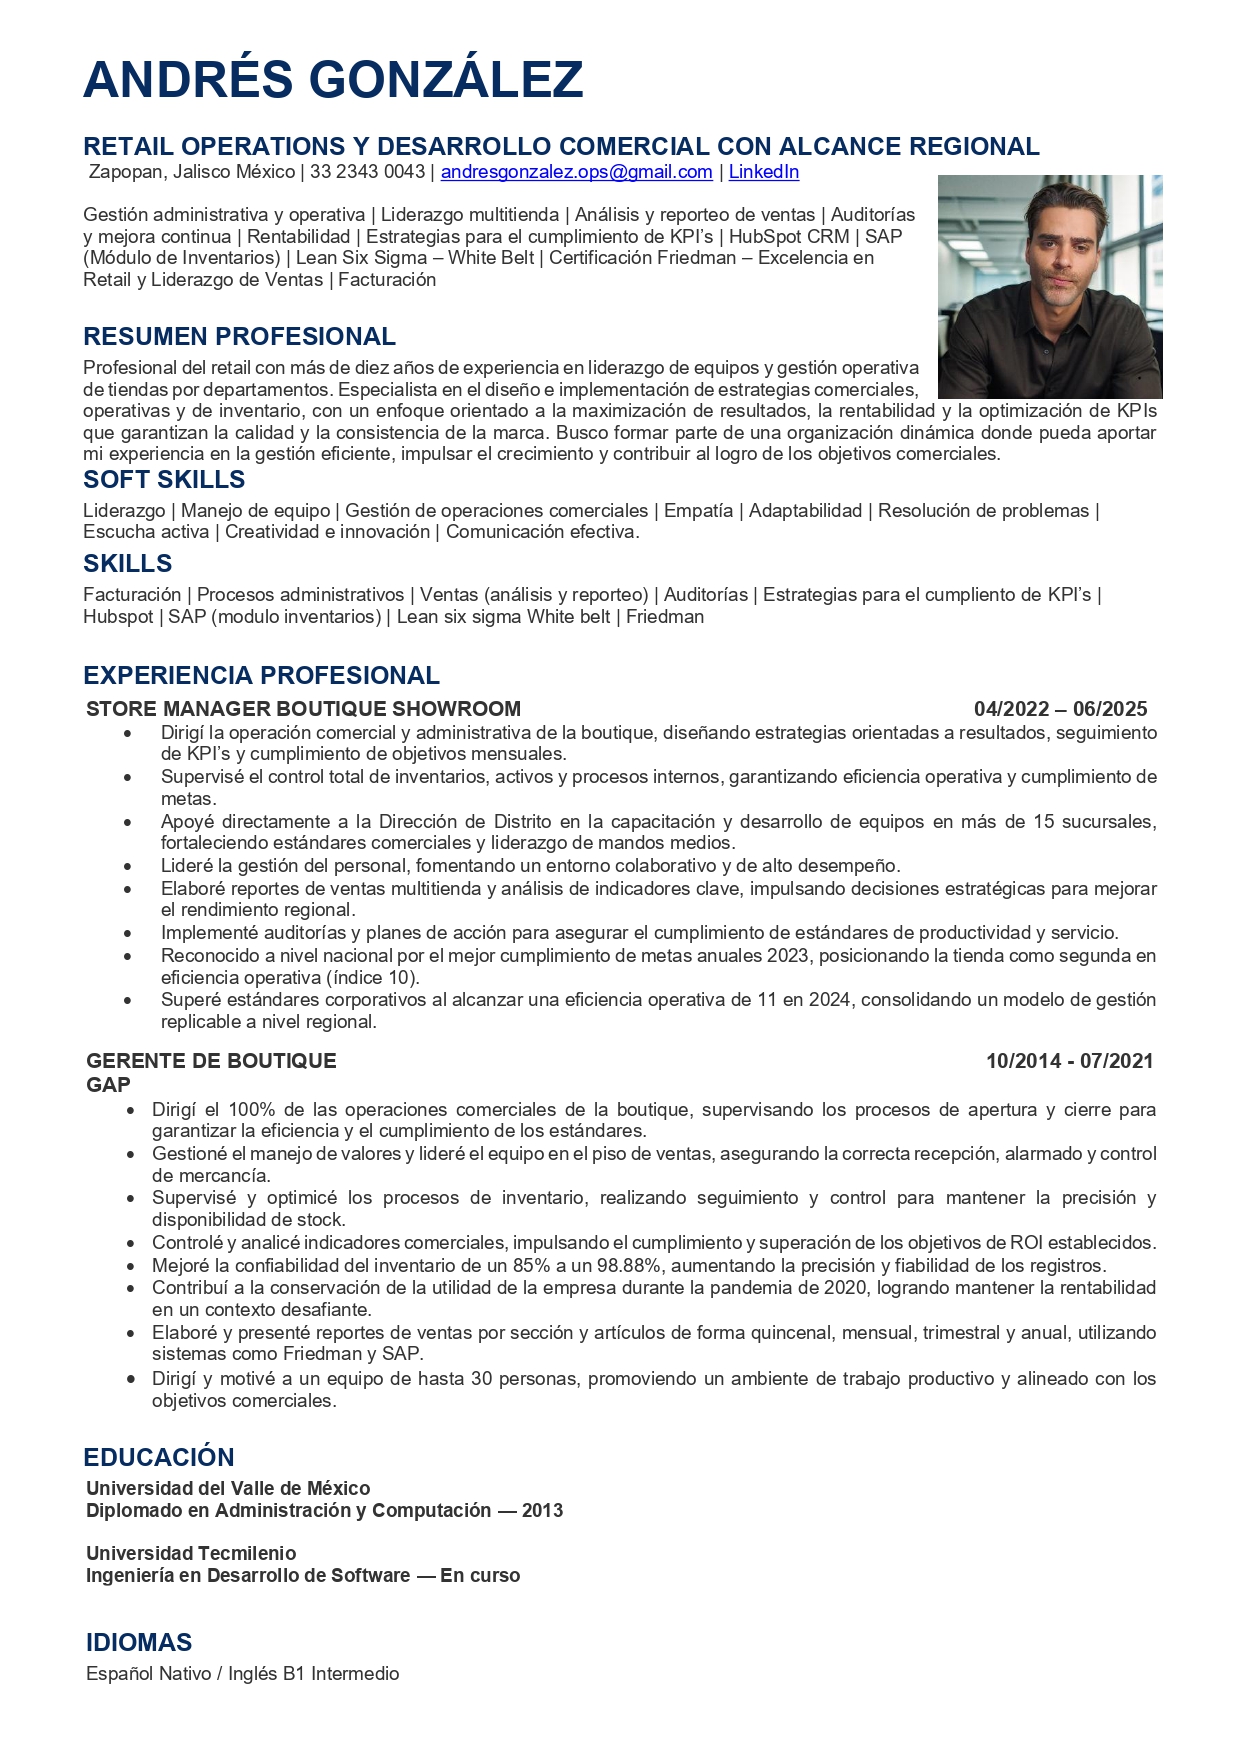 ANDRÉS GONZÁLEZ
RETAIL OPERATIONS Y DESARROLLO COMERCIAL CON ALCANCE REGIONAL
Zapopan, Jalisco México | 33 2343 0043 | andresgonzalez.ops@gmail.com | LinkedIn
Gestión administrativa y operativa | Liderazgo multitienda | Análisis y reporteo de ventas | Auditorías
y mejora continua | Rentabilidad | Estrategias para el cumplimiento de KPI’s | HubSpot CRM | SAP
(Módulo de Inventarios) | Lean Six Sigma – White Belt | Certificación Friedman – Excelencia en
Retail y Liderazgo de Ventas | Facturación
RESUMEN PROFESIONAL
Profesional del retail con más de diez años de experiencia en liderazgo de equipos y gestión operativa
de tiendas por departamentos. Especialista en el diseño e implementación de estrategias comerciales,
operativas y de inventario, con un enfoque orientado a la maximización de resultados, la rentabilidad y la optimización de KPIs
que garantizan la calidad y la consistencia de la marca. Busco formar parte de una organización dinámica donde pueda aportar
mi experiencia en la gestión eficiente, impulsar el crecimiento y contribuir al logro de los objetivos comerciales.
SOFT SKILLS
Liderazgo | Manejo de equipo | Gestión de operaciones comerciales | Empatía | Adaptabilidad | Resolución de problemas |
Escucha activa | Creatividad e innovación | Comunicación efectiva.
SKILLS
Facturación | Procesos administrativos | Ventas (análisis y reporteo) | Auditorías | Estrategias para el cumpliento de KPI’s |
Hubspot | SAP (modulo inventarios) | Lean six sigma White belt | Friedman
EXPERIENCIA PROFESIONAL
STORE MANAGER BOUTIQUE SHOWROOM 04/2022 – 06/2025
• Dirigí la operación comercial y administrativa de la boutique, diseñando estrategias orientadas a resultados, seguimiento
de KPI’s y cumplimiento de objetivos mensuales.
• Supervisé el control total de inventarios, activos y procesos internos, garantizando eficiencia operativa y cumplimiento de
metas.
• Apoyé directamente a la Dirección de Distrito en la capacitación y desarrollo de equipos en más de 15 sucursales,
fortaleciendo estándares comerciales y liderazgo de mandos medios.
• Lideré la gestión del personal, fomentando un entorno colaborativo y de alto desempeño.
• Elaboré reportes de ventas multitienda y análisis de indicadores clave, impulsando decisiones estratégicas para mejorar
el rendimiento regional.
• Implementé auditorías y planes de acción para asegurar el cumplimiento de estándares de productividad y servicio.
• Reconocido a nivel nacional por el mejor cumplimiento de metas anuales 2023, posicionando la tienda como segunda en
eficiencia operativa (índice 10).
• Superé estándares corporativos al alcanzar una eficiencia operativa de 11 en 2024, consolidando un modelo de gestión
replicable a nivel regional.
GERENTE DE BOUTIQUE 10/2014 - 07/2021
GAP
• Dirigí el 100% de las operaciones comerciales de la boutique, supervisando los procesos de apertura y cierre para
garantizar la eficiencia y el cumplimiento de los estándares.
• Gestioné el manejo de valores y lideré el equipo en el piso de ventas, asegurando la correcta recepción, alarmado y control
de mercancía.
• Supervisé y optimicé los procesos de inventario, realizando seguimiento y control para mantener la precisión y
disponibilidad de stock.
• Controlé y analicé indicadores comerciales, impulsando el cumplimiento y superación de los objetivos de ROI establecidos.
• Mejoré la confiabilidad del inventario de un 85% a un 98.88%, aumentando la precisión y fiabilidad de los registros.
• Contribuí a la conservación de la utilidad de la empresa durante la pandemia de 2020, logrando mantener la rentabilidad
en un contexto desafiante.
• Elaboré y presenté reportes de ventas por sección y artículos de forma quincenal, mensual, trimestral y anual, utilizando
sistemas como Friedman y SAP.
• Dirigí y motivé a un equipo de hasta 30 personas, promoviendo un ambiente de trabajo productivo y alineado con los
objetivos comerciales.
EDUCACIÓN
Universidad del Valle de México
Diplomado en Administración y Computación — 2013
Universidad Tecmilenio
Ingeniería en Desarrollo de Software — En curso
IDIOMAS
Español Nativo / Inglés B1 Intermedio